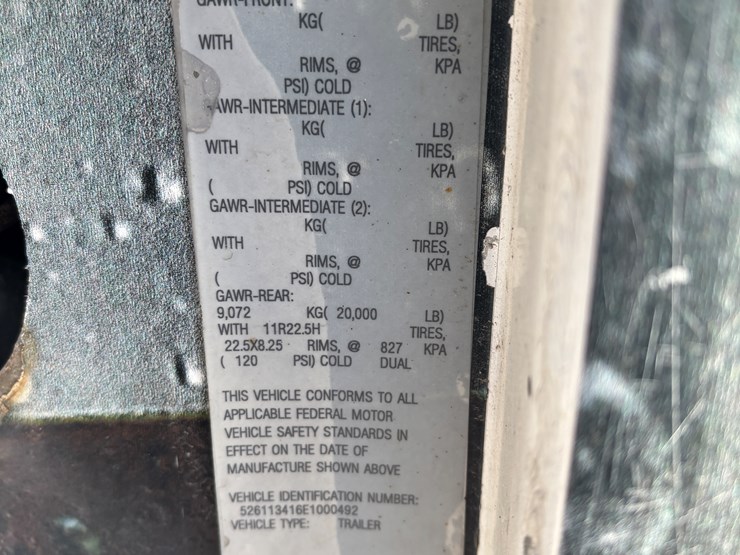 GAWR-FRONT:
KG( LB)
WITH TIRES,
RIMS, @ KPA
PSI) COLD
AWR-INTERMEDIATE (1):
KG( LB)
WITH TIRES,
RIMS, @ KPA
( PSI) COLD
GAWR-INTERMEDIATE (2):
KG( LB)
WITH TIRES,
RIMS, @ KPA
( PSI) COLD
GAWR-REAR:
9,072 KG( 20,000 LB)
WITH 11R22.5H TIRES,
22.5X8.25 RIMS, @ 827 KPA
( 120 PSI) COLD DUAL
THIS VEHICLE CONFORMS TO ALL
APPLICABLE FEDERAL MOTOR
VEHICLE SAFETY STANDARDS IN
EFFECT ON THE DATE OF
MANUFACTURE SHOWN ABOVE
VEHICLE IDENTIFICATION NUMBER:
526113416E1000492
VEHICLE TYPE: TRAILER